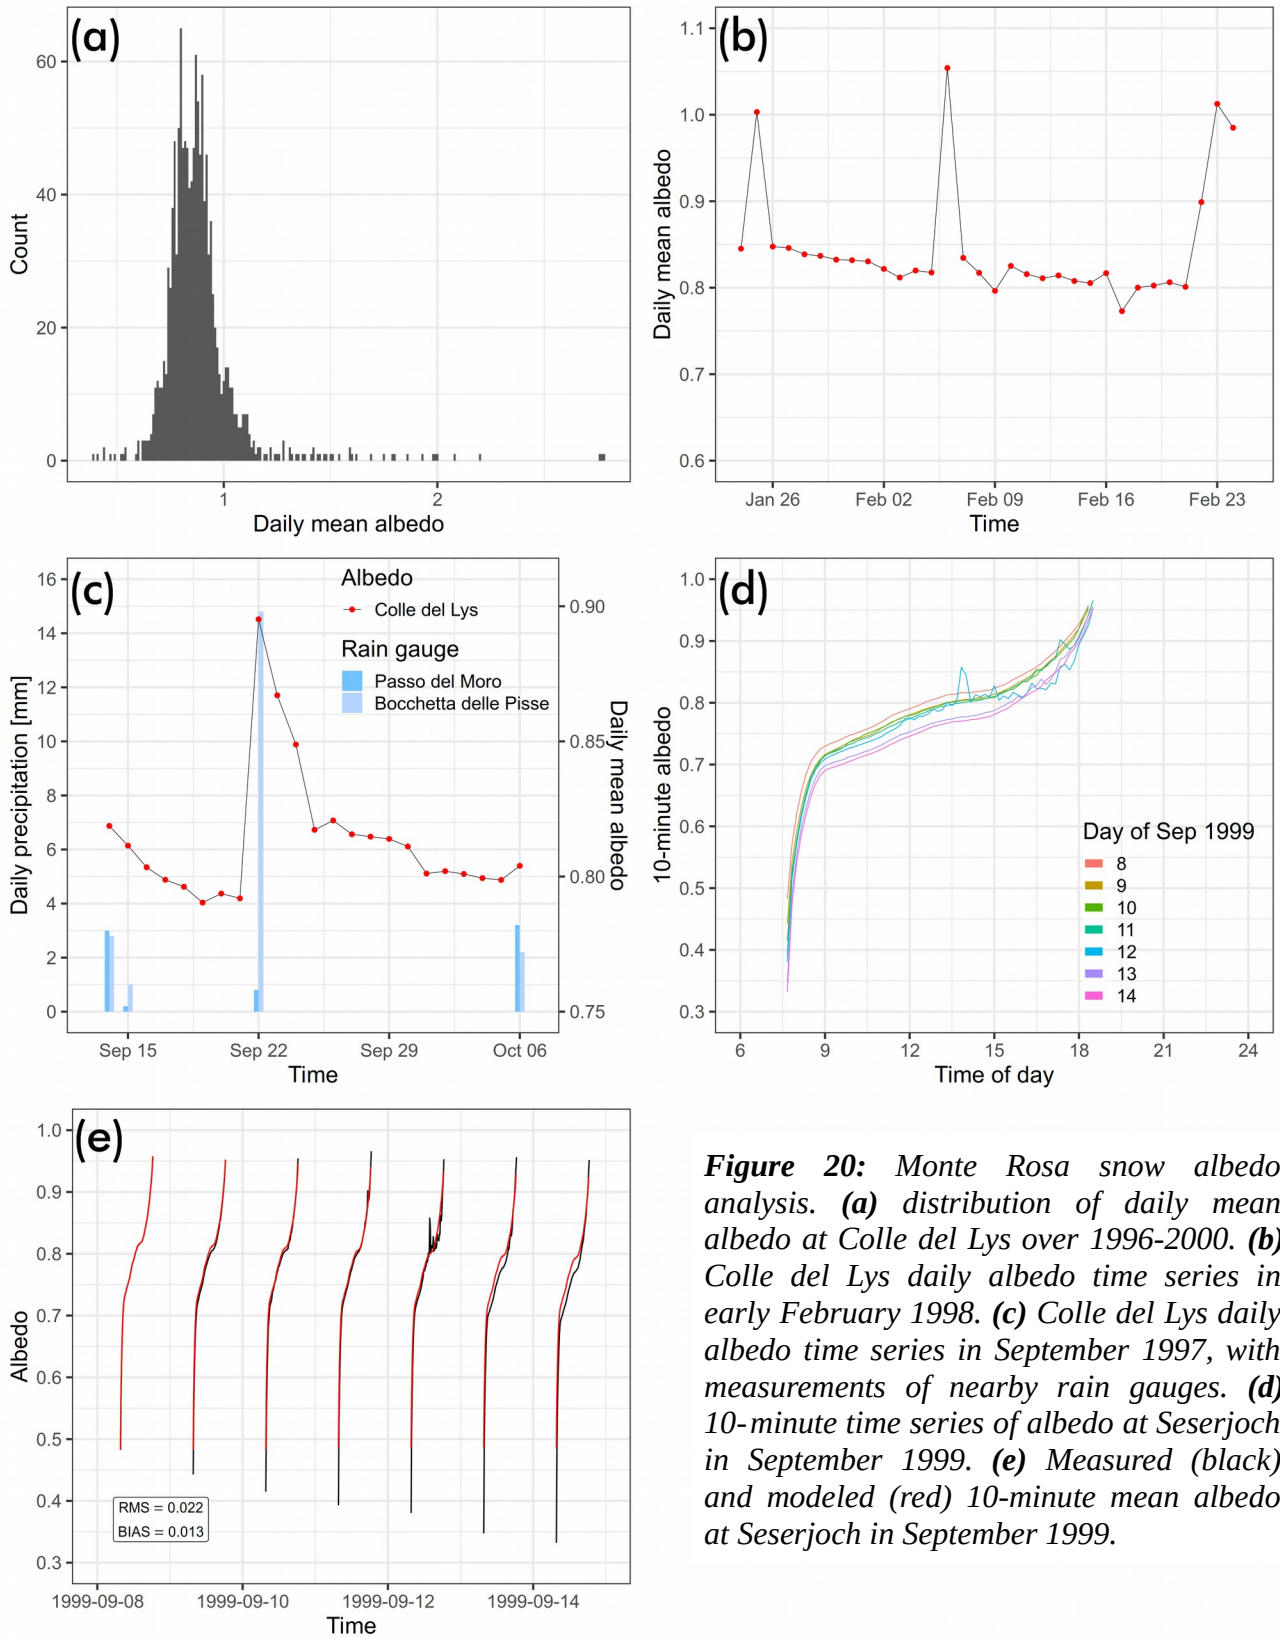 (a)
60
40
20
0
Count
1
2
Daily mean albedo
(b)
1.1
1.0
0.9
0.8
0.7
0.6
Daily mean albedo
Jan 26
Feb 02
Feb 09
Feb 16
Feb 23
Time
(c)
16
14
12
10
8
6
4
2
0
Daily precipitation [mm]
Albedo
Colle del Lys
Rain gauge
Passo del Moro
Bocchetta delle Pisse
0.90
0.85
0.80
0.75
Daily mean albedo
Sep 15
Sep 22
Sep 29
Oct 06
Time
(d)
1.0
0.9
0.8
0.7
0.6
0.5
0.4
0.3
10-minute albedo
Day of Sep 1999
8
9
10
11
12
13
14
6
9
12
15
18
21
24
Time of day
(e)
1.0
0.9
0.8
0.7
0.6
0.5
0.4
0.3
Albedo
RMS = 0.022
BIAS = 0.013
1999-09-08
1999-09-10
1999-09-12
1999-09-14
Time
Figure 20: Monte Rosa snow albedo
analysis. (a) distribution of daily mean
albedo at Colle del Lys over 1996-2000. (b)
Colle del Lys daily albedo time series in
early February 1998. (c) Colle del Lys daily
albedo time series in September 1997, with
measurements of nearby rain gauges. (d)
10-minute time series of albedo at Seserjoch
in September 1999. (e) Measured (black)
and modeled (red) 10-minute mean albedo
at Seserjoch in September 1999.